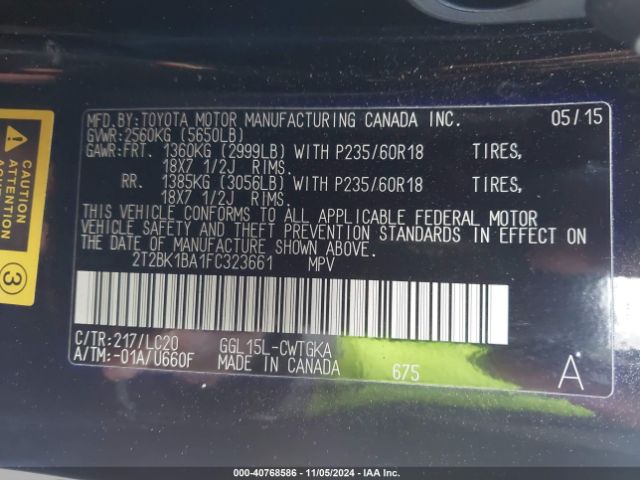 MFD.BY:TOYOTA MOTOR MANUFACTURING CANADA INC. 05/15
GVWR:2560KG (5650LB)
GAWR:FRT. 1360KG (2999LB) WITH P235/60R18 TIRES,
18X7 1/2J RIMS.
RR. 1385KG (3056LB) WITH P235/60R18 TIRES,
18X7 1/2J RIMS.
THIS VEHICLE CONFORMS TO ALL APPLICABLE FEDERAL MOTOR
VEHICLE SAFETY AND THEFT PREVENTION STANDARDS IN EFFECT ON
THE DATE OF MANUFACTURE SHOWN ABOVE.
2T2BK1BA1FC323661 MPV
C/TR:217/LC20 GGL15L-CWTGKA
A/TM:-01A/U660F MADE IN CANADA 675 A
CAUTION
ATTENTION
3
000-40768586 - 11/05/2024 - IAA Inc.